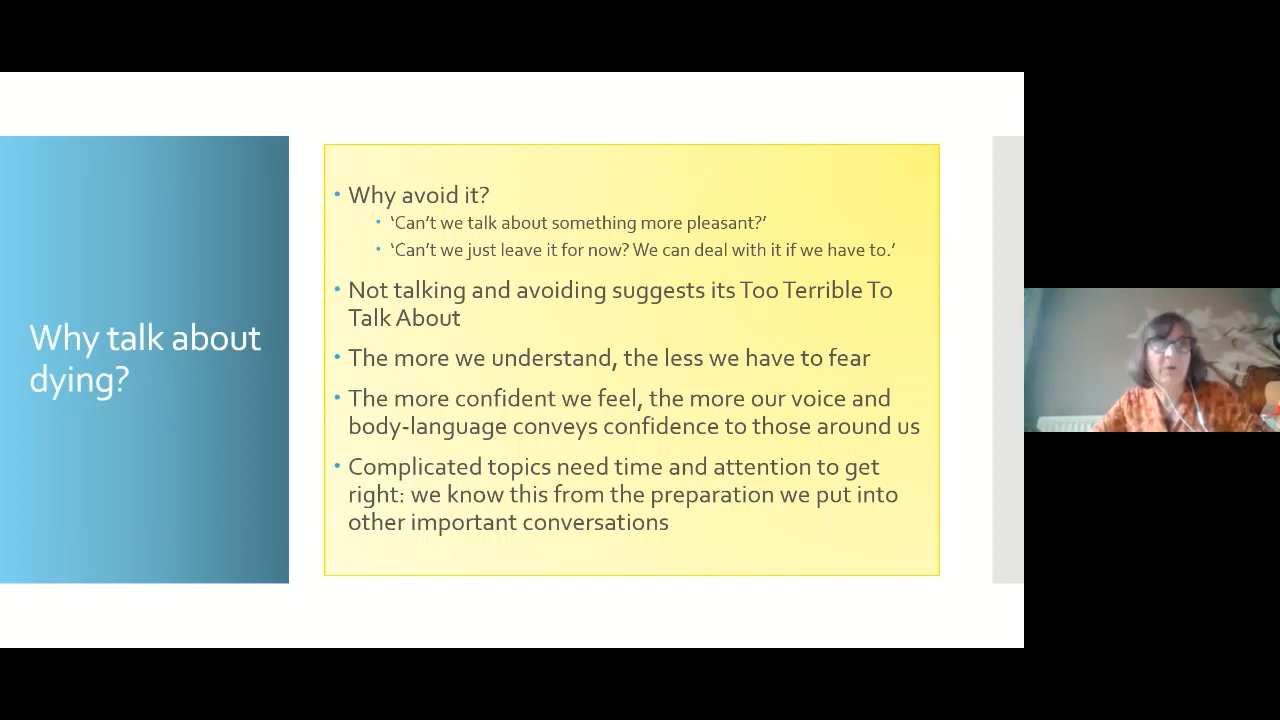 Why talk about
dying?
• Why avoid it?
• ‘Can’t we talk about something more pleasant?’
• ‘Can’t we just leave it for now? We can deal with it if we have to.’
• Not talking and avoiding suggests its Too Terrible To
Talk About
• The more we understand, the less we have to fear
• The more confident we feel, the more our voice and
body-language conveys confidence to those around us
• Complicated topics need time and attention to get
right: we know this from the preparation we put into
other important conversations